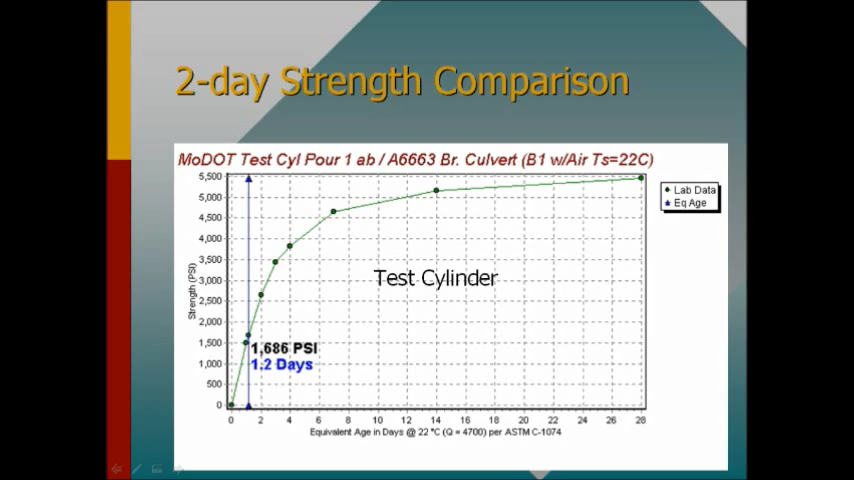 2-day Strength Comparison
MoDOT Test Cyl Pour 1 ab / A6663 Br. Culvert (B1 w/Air Ts=22C)
5,500
5,000
4,500
4,000
3,500
3,000
2,500
2,000
1,500
1,000
500
0
Strength (PSI)
Lab Data
Eq Age
Test Cylinder
1,686 PSI
1.2 Days
0 2 4 6 8 10 12 14 16 18 20 22 24 26 28
Equivalent Age in Days @ 22 °C (Q = 4700) per ASTM C-1074